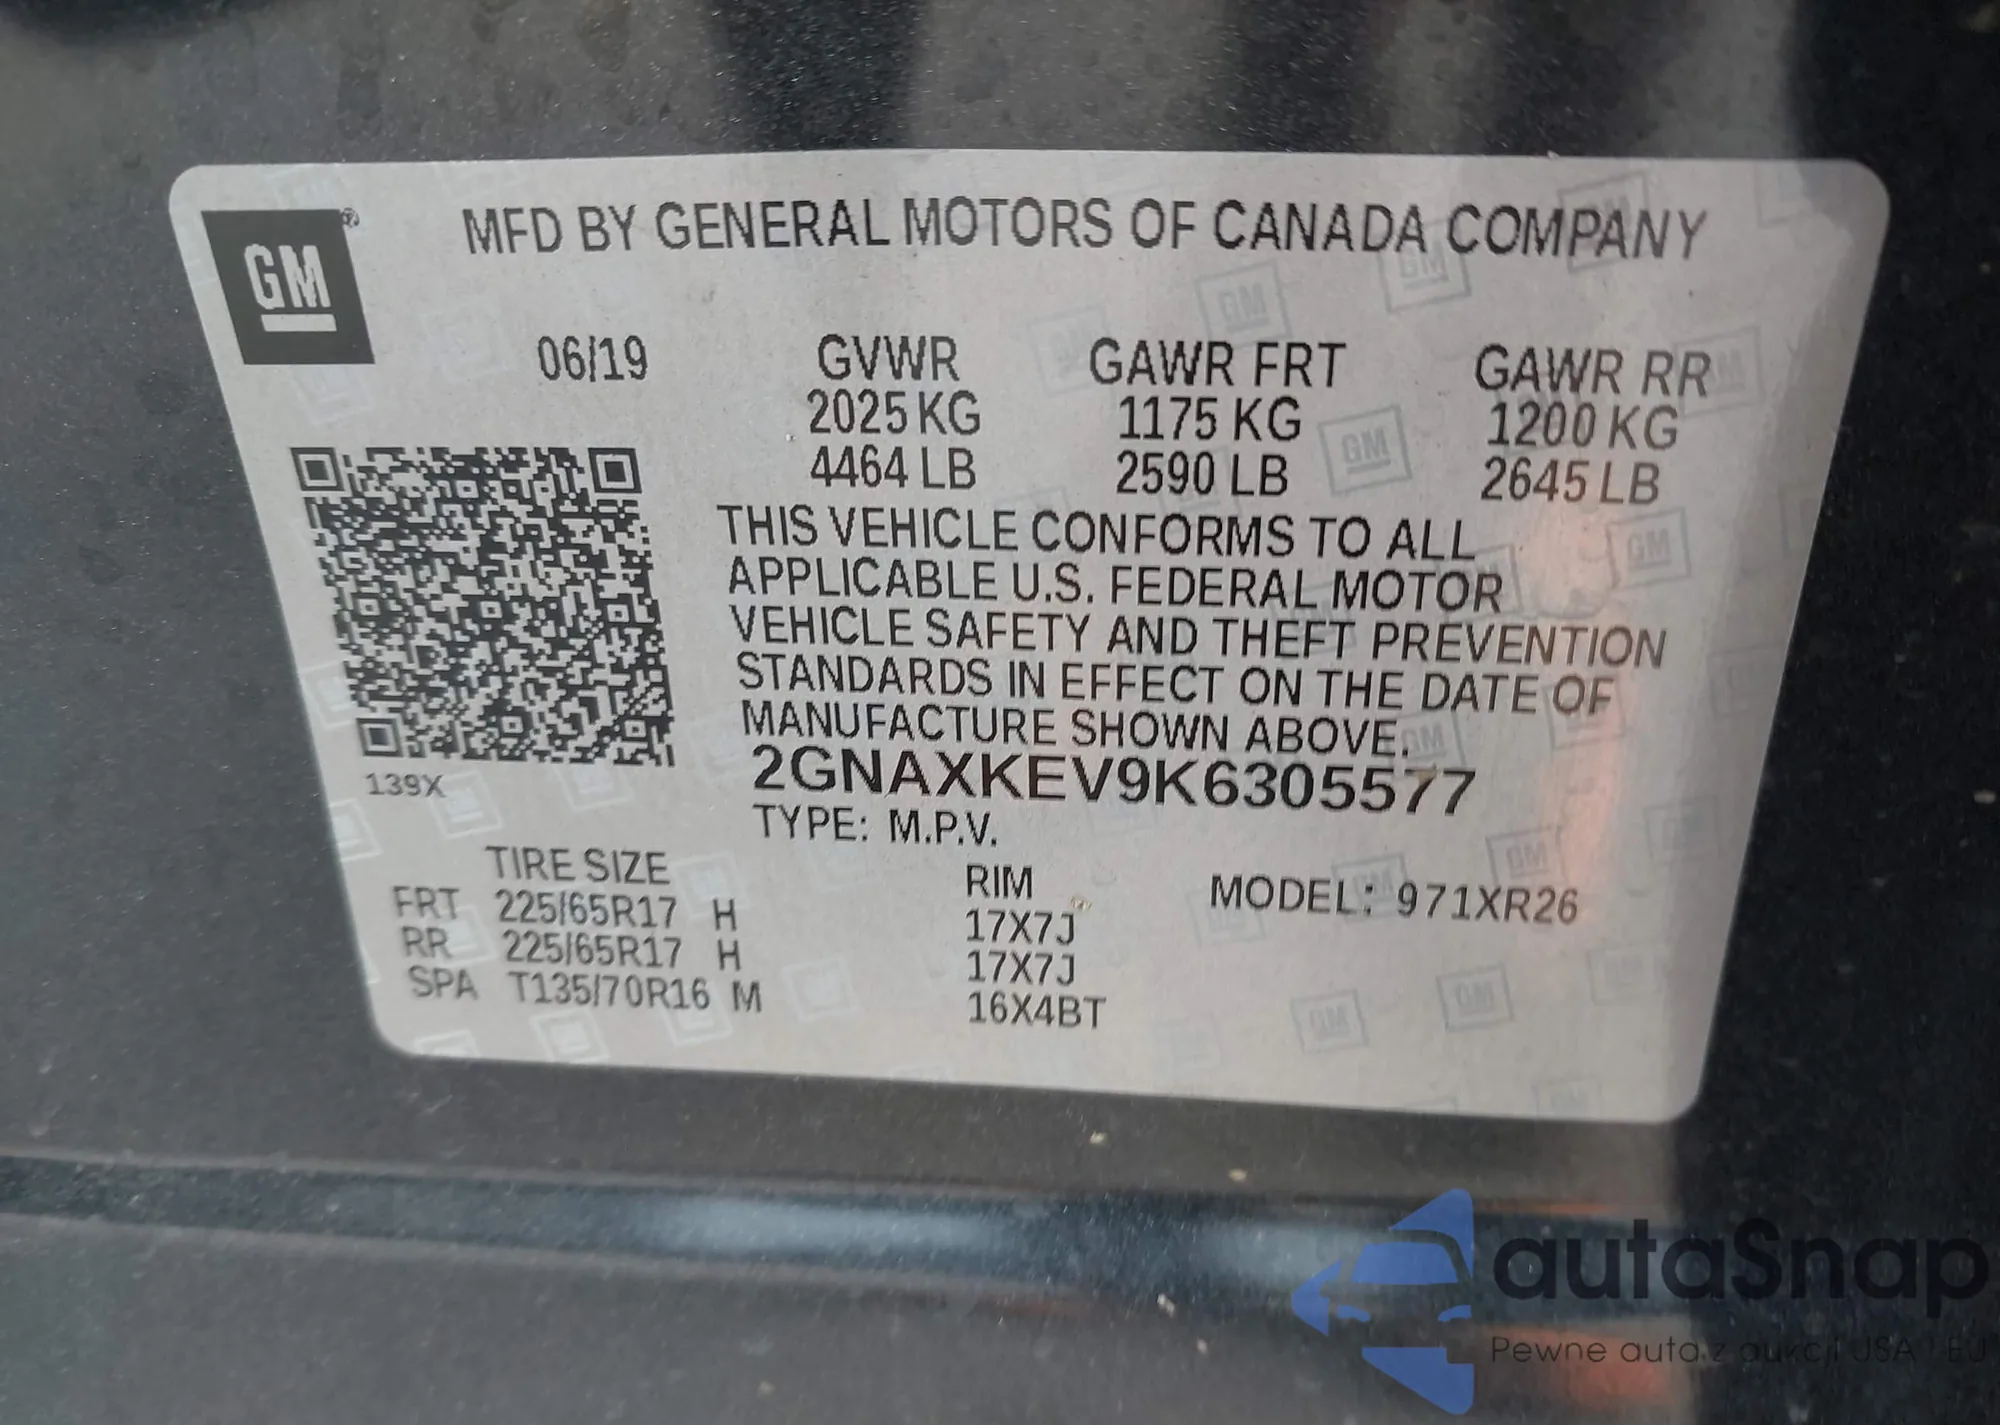 GM ®
MFD BY GENERAL MOTORS OF CANADA COMPANY
06/19 GVWR GAWR FRT GAWR RR
2025 KG 1175 KG 1200 KG
4464 LB 2590 LB 2645 LB
THIS VEHICLE CONFORMS TO ALL
APPLICABLE U.S. FEDERAL MOTOR
VEHICLE SAFETY AND THEFT PREVENTION
STANDARDS IN EFFECT ON THE DATE OF
MANUFACTURE SHOWN ABOVE.
2GNAXKEV9K6305577
139X
TYPE: M.P.V.
TIRE SIZE RIM MODEL: 971XR26
FRT 225/65R17 H 17X7J
RR 225/65R17 H 17X7J
SPA T135/70R16 M 16X4BT
autaSnap
Pewne auta z aukcji USA i EU